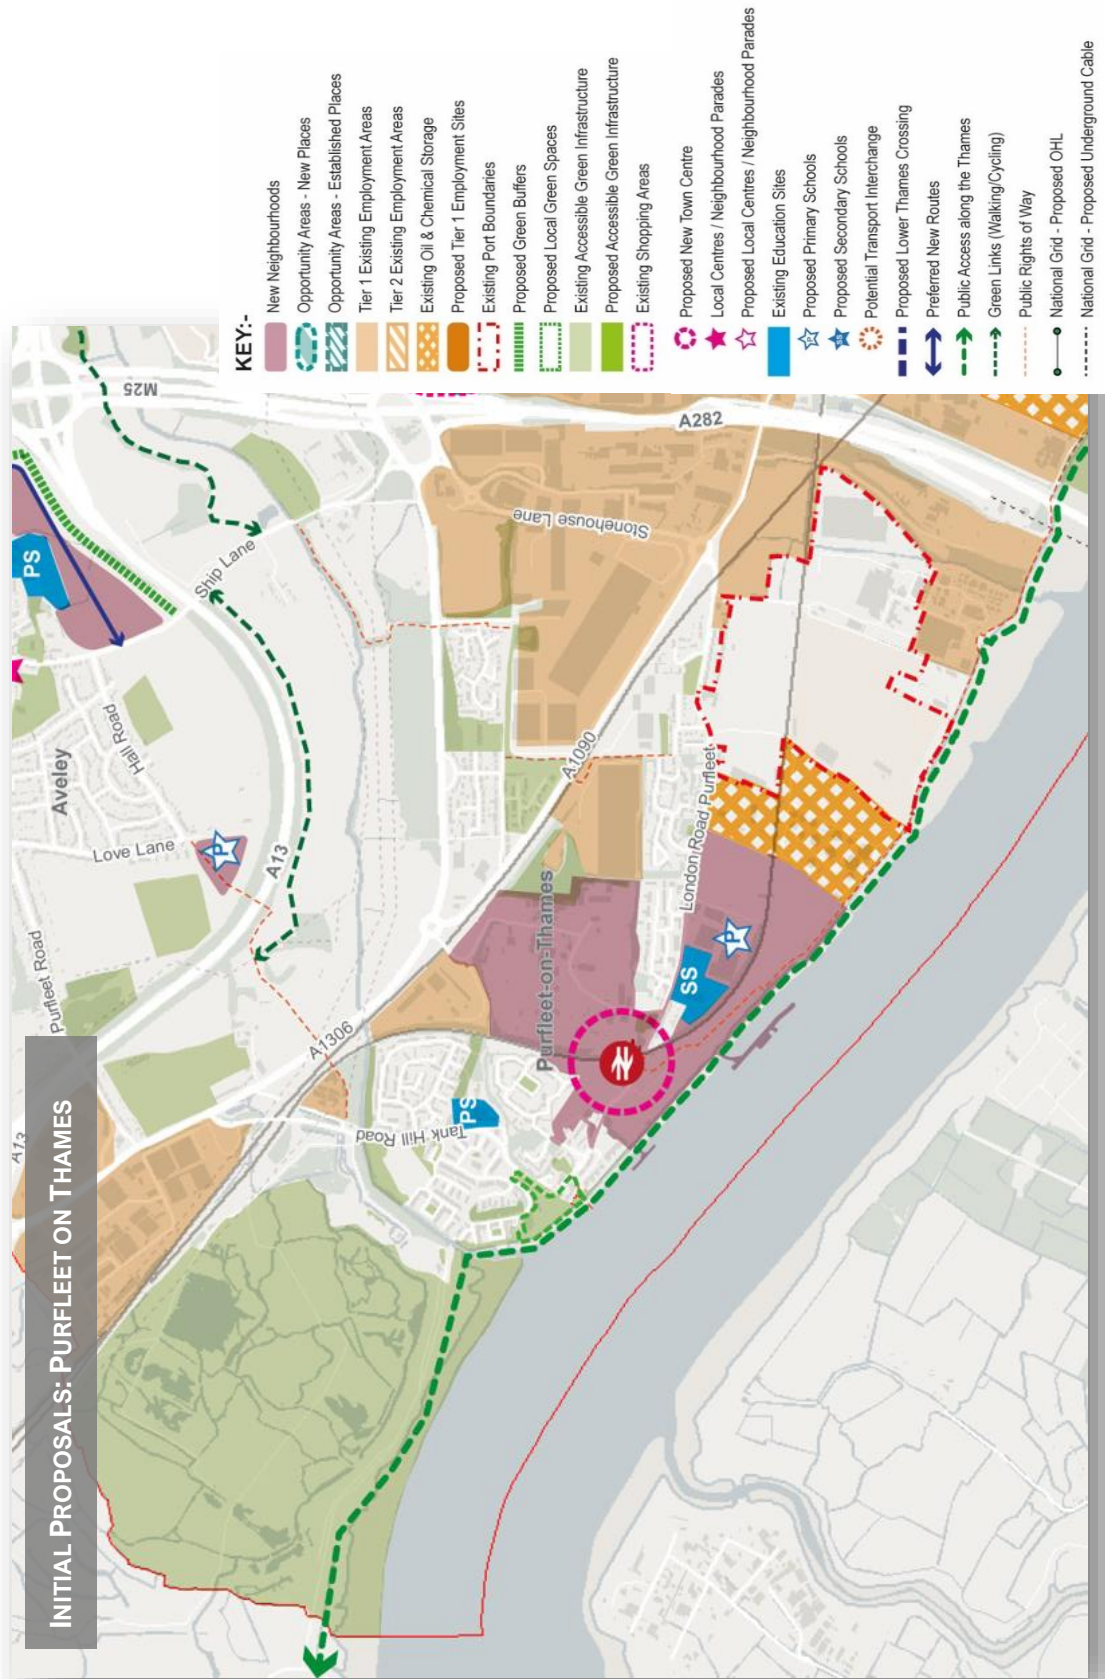 INITIAL PROPOSALS: PURFLEET ON THAMES
A13
Purfleet Road
Aveley
Love Lane
Hall Road
P
A13
PS
Ship Lane
M25
A1306
Tank Hill Road
PS
Purfleet-on-Thames
A1090
Stonehouse Lane
A282
London Road Purfleet
SS
P
KEY:-
New Neighbourhoods
Opportunity Areas - New Places
Opportunity Areas - Established Places
Tier 1 Existing Employment Areas
Tier 2 Existing Employment Areas
Existing Oil & Chemical Storage
Proposed Tier 1 Employment Sites
Existing Port Boundaries
Proposed Green Buffers
Proposed Local Green Spaces
Existing Accessible Green Infrastructure
Proposed Accessible Green Infrastructure
Existing Shopping Areas
Proposed New Town Centre
Local Centres / Neighbourhood Parades
Proposed Local Centres / Neighbourhood Parades
Existing Education Sites
P Proposed Primary Schools
Proposed Secondary Schools
Potential Transport Interchange
Proposed Lower Thames Crossing
Preferred New Routes
Public Access along the Thames
Green Links (Walking/Cycling)
Public Rights of Way
National Grid - Proposed OHL
National Grid - Proposed Underground Cable